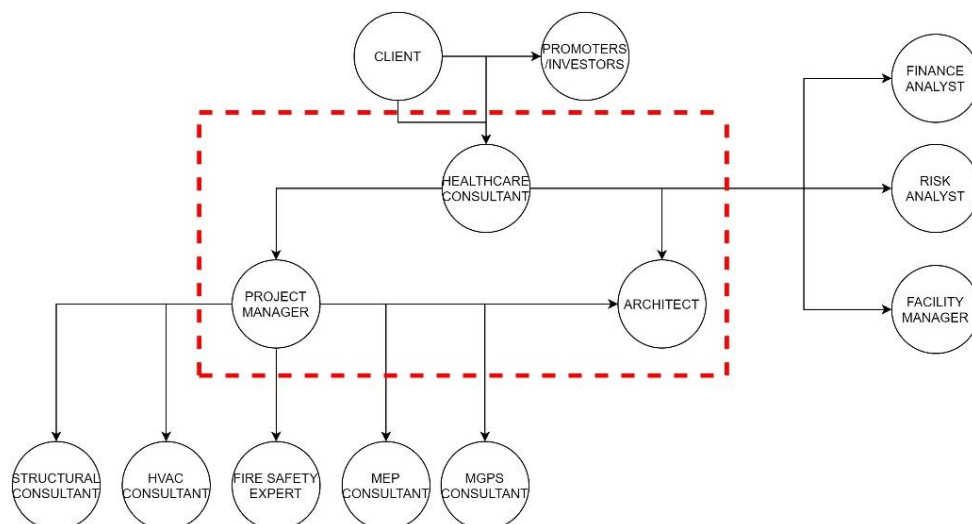 CLIENT
PROMOTERS
/INVESTORS
FINANCE
ANALYST
HEALTHCARE
CONSULTANT
RISK
ANALYST
PROJECT
MANAGER
ARCHITECT
FACILITY
MANAGER
STRUCTURAL
CONSULTANT
HVAC
CONSULTANT
FIRE SAFETY
EXPERT
MEP
CONSULTANT
MGPS
CONSULTANT